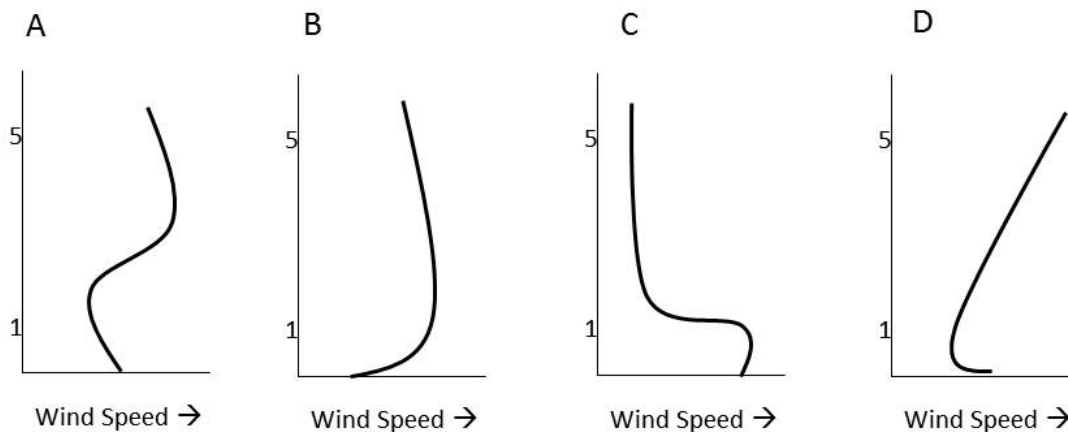 A B C D
5 5 5 5
1 1 1 1
Wind Speed → Wind Speed → Wind Speed → Wind Speed →